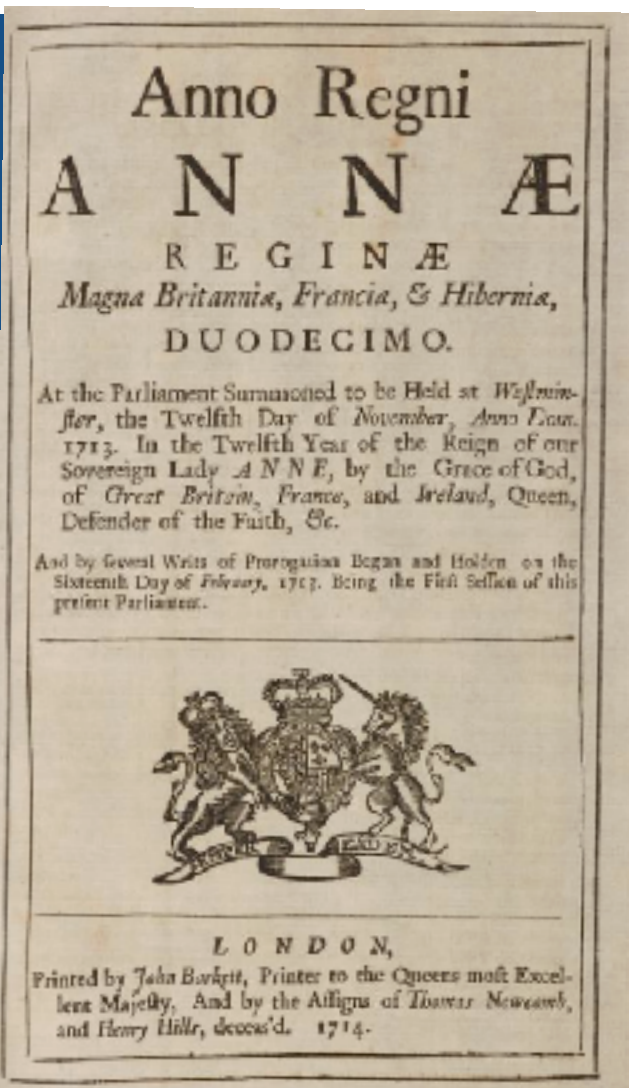 Anno Regni
ANNÆ
REGINÆ
Magnæ Britanniæ, Franciæ, & Hiberniæ,
DUODECIMO.
At the Parliament Summoned to be Held at Weſtmin-
ſter, the Twelfth Day of November, Anno Dom.
1713. In the Twelfth Year of the Reign of our
Sovereign Lady ANNE, by the Grace of God,
of Great Britain, France, and Ireland, Queen,
Defender of the Faith, &c.
And by ſeveral Writs of Prorogation Begun and Holden on the
Sixteenth Day of February, 1713. Being the Firſt Seſſion of this
preſent Parliament.
LONDON,
Printed by John Baskett, Printer to the Queens moſt Excel-
lent Majeſty, And by the Aſſigns of Thomas Newcomb,
and Henry Hills, deceas'd. 1714.